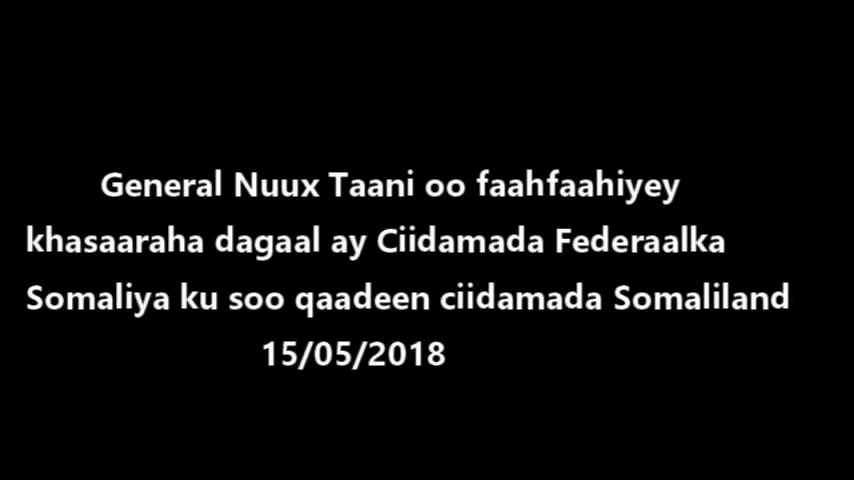 General Nuux Taani oo faahfaahiyey
khasaaraha dagaal ay Ciidamada Federaalka
Somaliya ku soo qaadeen ciidamada Somaliland
15/05/2018